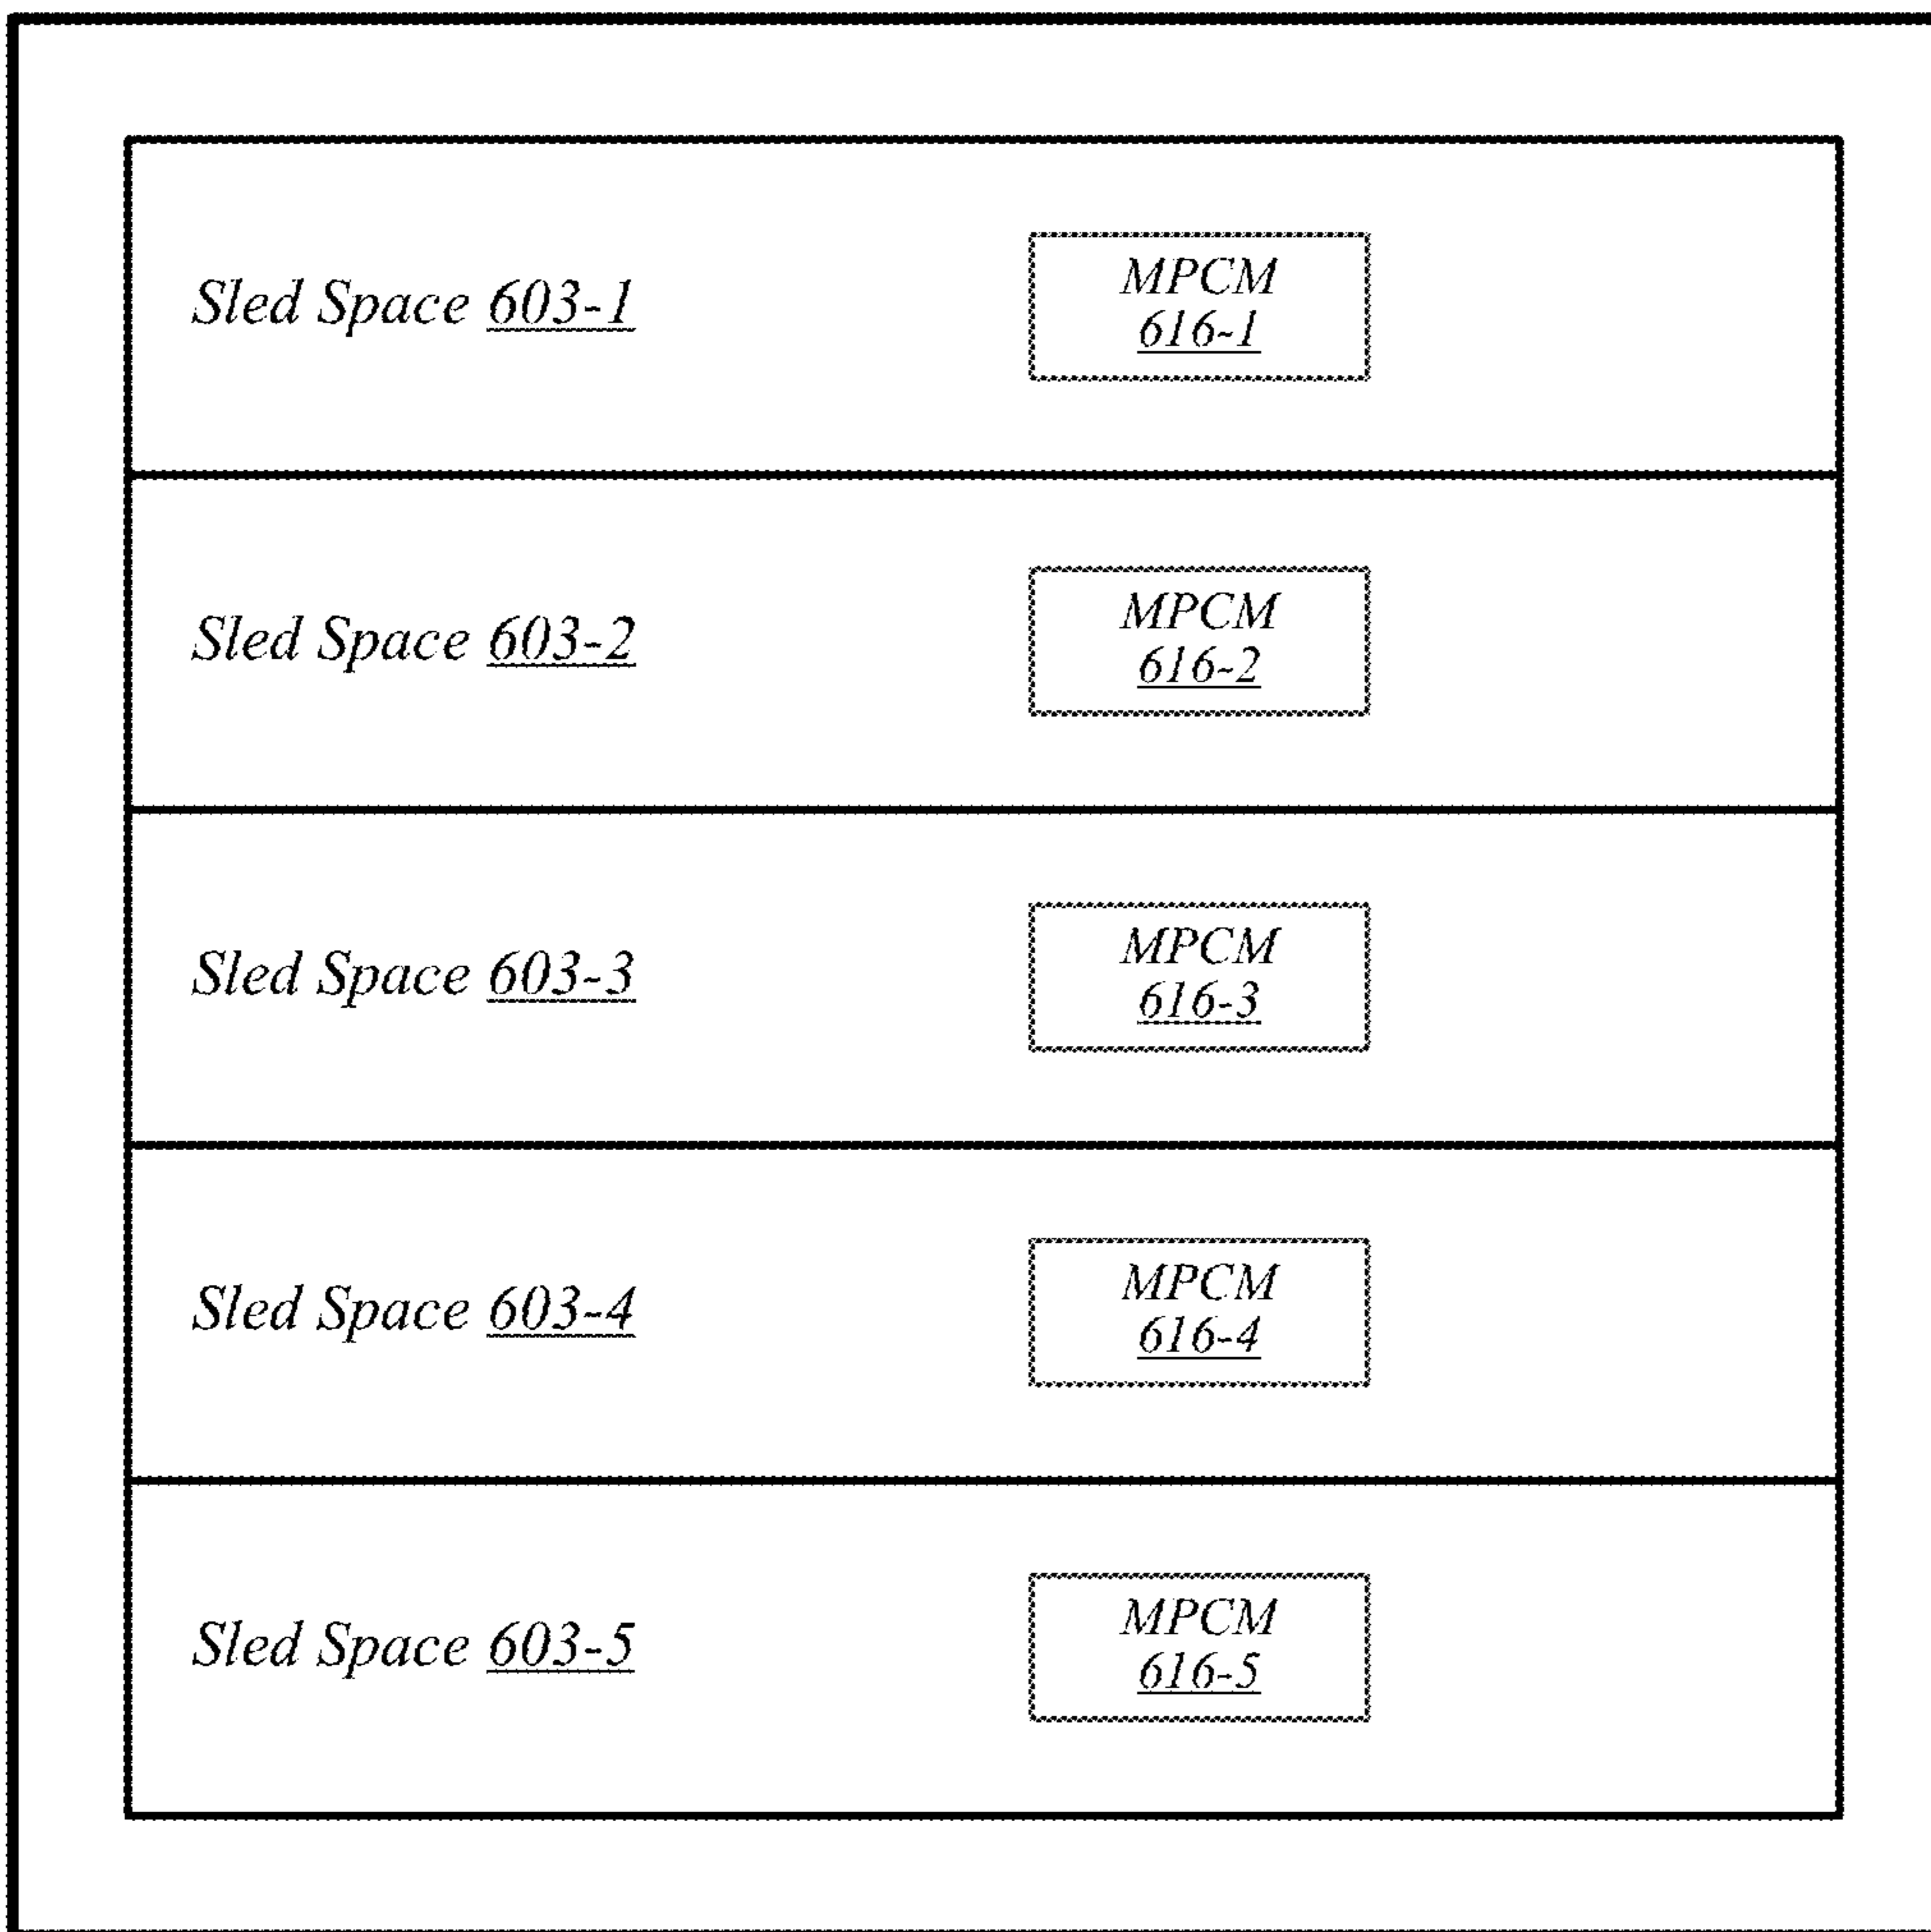 Sled Space 603-1
MPCM
616-1
Sled Space 603-2
MPCM
616-2
Sled Space 603-3
MPCM
616-3
Sled Space 603-4
MPCM
616-4
Sled Space 603-5
MPCM
616-5